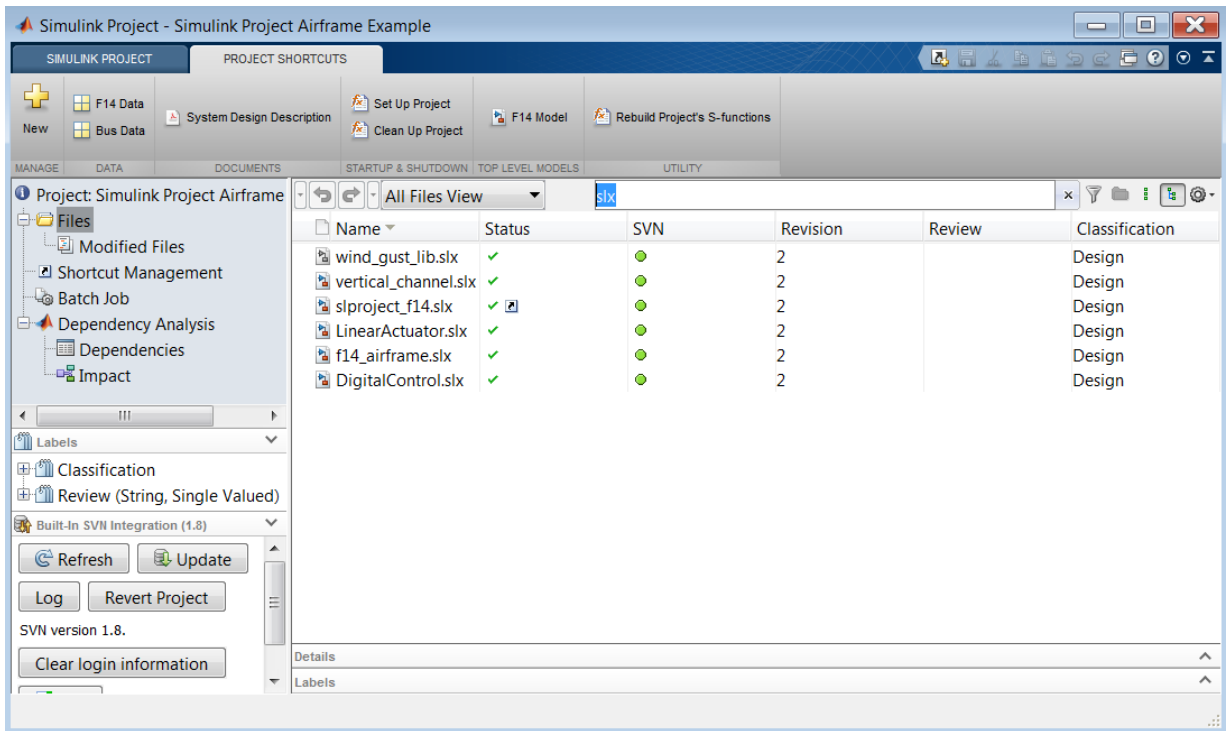 Simulink Project - Simulink Project Airframe Example
SIMULINK PROJECT PROJECT SHORTCUTS
New
F14 Data
Bus Data
System Design Description
Set Up Project
Clean Up Project
F14 Model
Rebuild Project's S-functions
MANAGE DATA DOCUMENTS STARTUP & SHUTDOWN TOP LEVEL MODELS UTILITY
Project: Simulink Project Airframe
Files
Modified Files
Shortcut Management
Batch Job
Dependency Analysis
Dependencies
Impact
Labels
Classification
Review (String, Single Valued)
Built-In SVN Integration (1.8)
Refresh Update
Log Revert Project
SVN version 1.8.
Clear login information
All Files View slx
Name Status SVN Revision Review Classification
wind_gust_lib.slx 2 Design
vertical_channel.slx 2 Design
slproject_f14.slx 2 Design
LinearActuator.slx 2 Design
f14_airframe.slx 2 Design
DigitalControl.slx 2 Design
Details
Labels